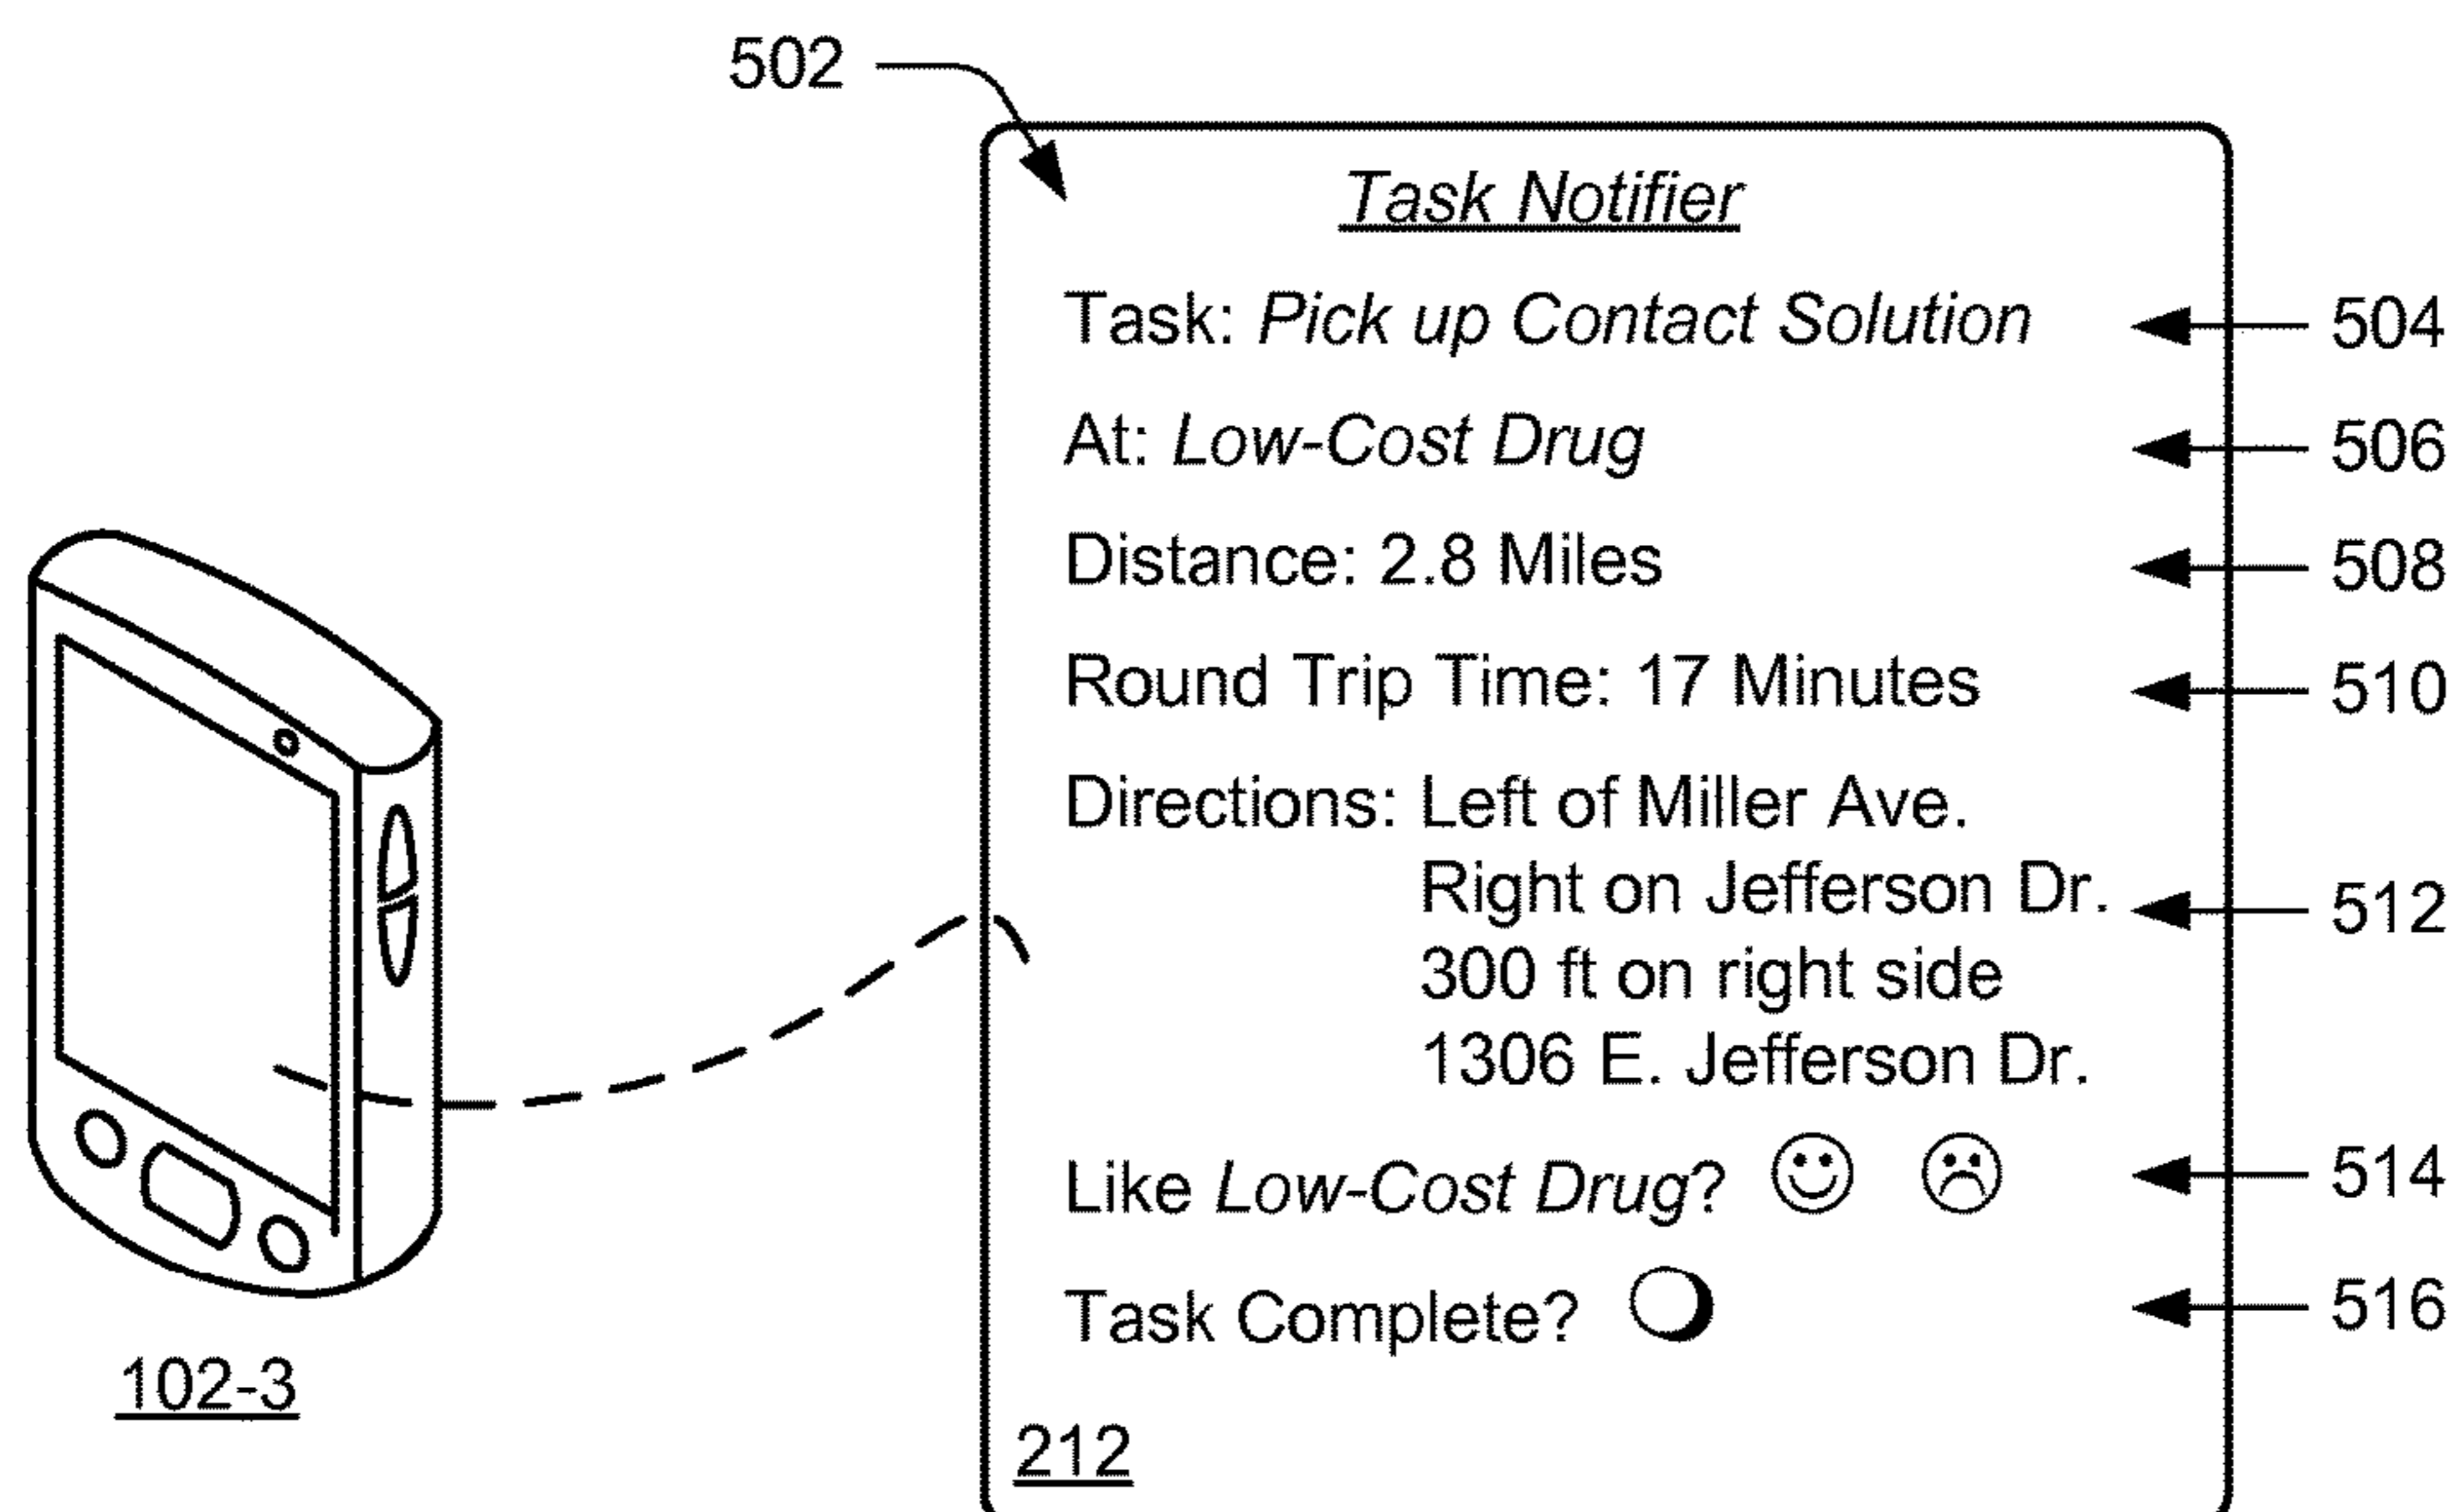 502
Task Notifier
Task: Pick up Contact Solution
504
At: Low-Cost Drug
506
Distance: 2.8 Miles
508
Round Trip Time: 17 Minutes
510
Directions: Left of Miller Ave.
Right on Jefferson Dr.
512
300 ft on right side
1306 E. Jefferson Dr.
Like Low-Cost Drug?
514
Task Complete?
516
102-3
212